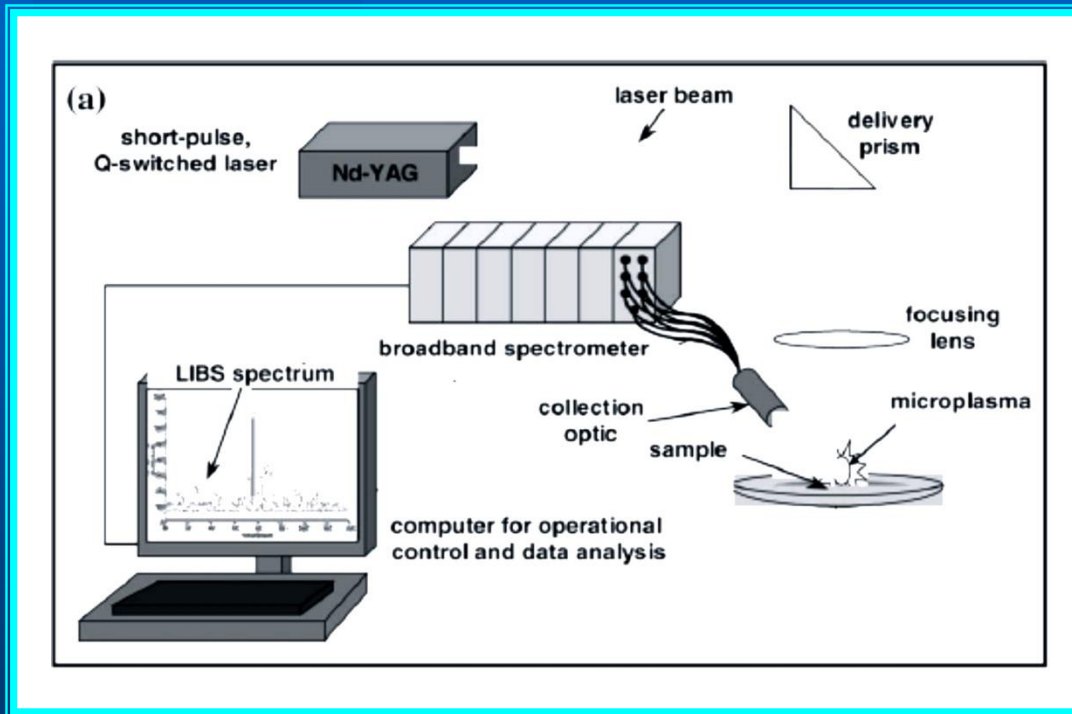 (a)
short-pulse,
Q-switched laser
Nd-YAG
laser beam
delivery
prism
broadband spectrometer
focusing
lens
LIBS spectrum
collection
optic
microplasma
sample
computer for operational
control and data analysis